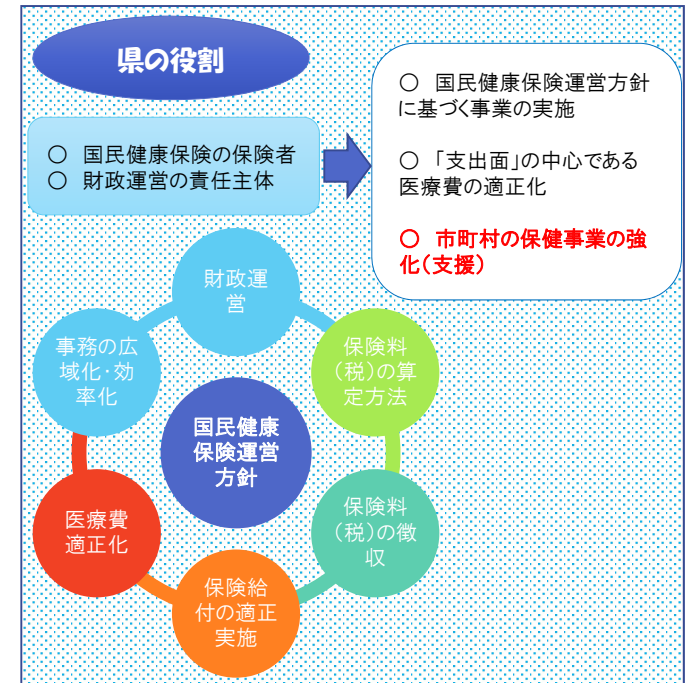 県の役割
○　国民健康保険の保険者
○　財政運営の責任主体
○　国民健康保険運営方針
に基づく事業の実施
○　「支出面」の中心である
医療費の適正化
○　市町村の保健事業の強
化（支援）
財政運
営
保険料
（税）の算
定方法
保険料
（税）の徴
収
保険給
付の適正
実施
医療費
適正化
事務の広
域化・効
率化
国民健康
保険運営
方針